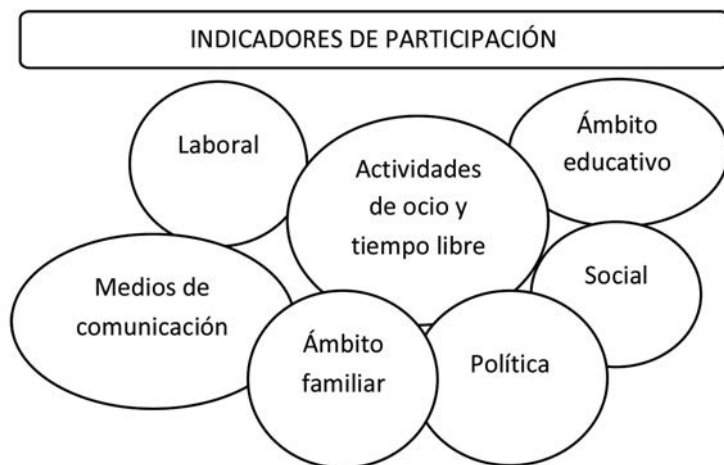 INDICADORES DE PARTICIPACIÓN
Laboral
Actividades
de ocio y
tiempo libre
Ámbito
educativo
Medios de
comunicación
Ámbito
familiar
Política
Social